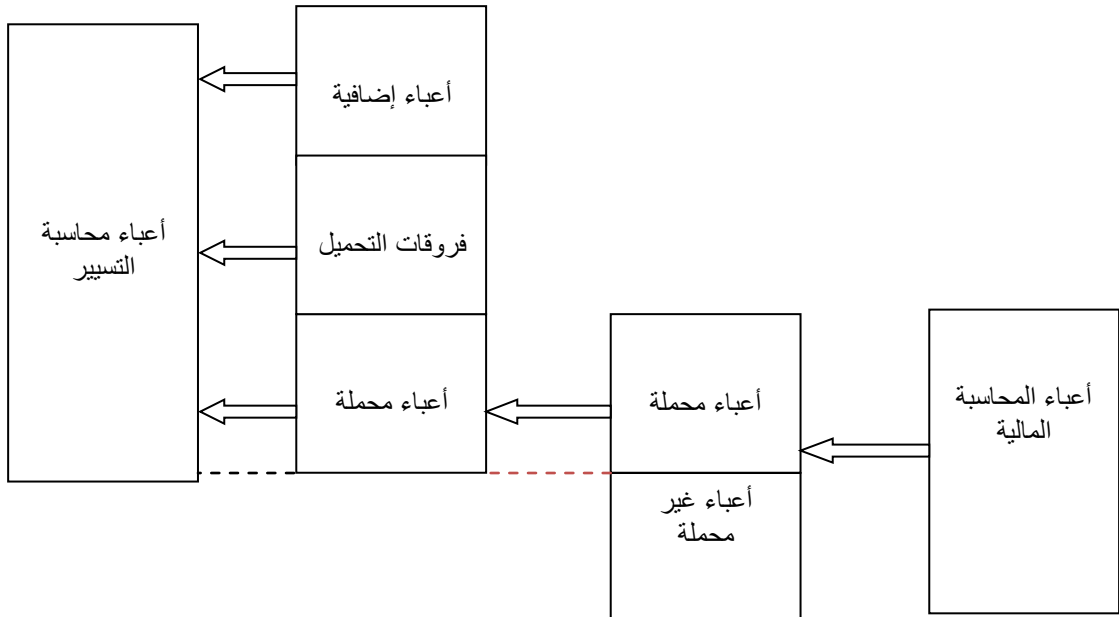 أعباء إضافية
فروقات التحميل
أعباء محاسبة
التسيير
أعباء محملة
أعباء محملة
أعباء المحاسبة
المالية
أعباء غير
محملة